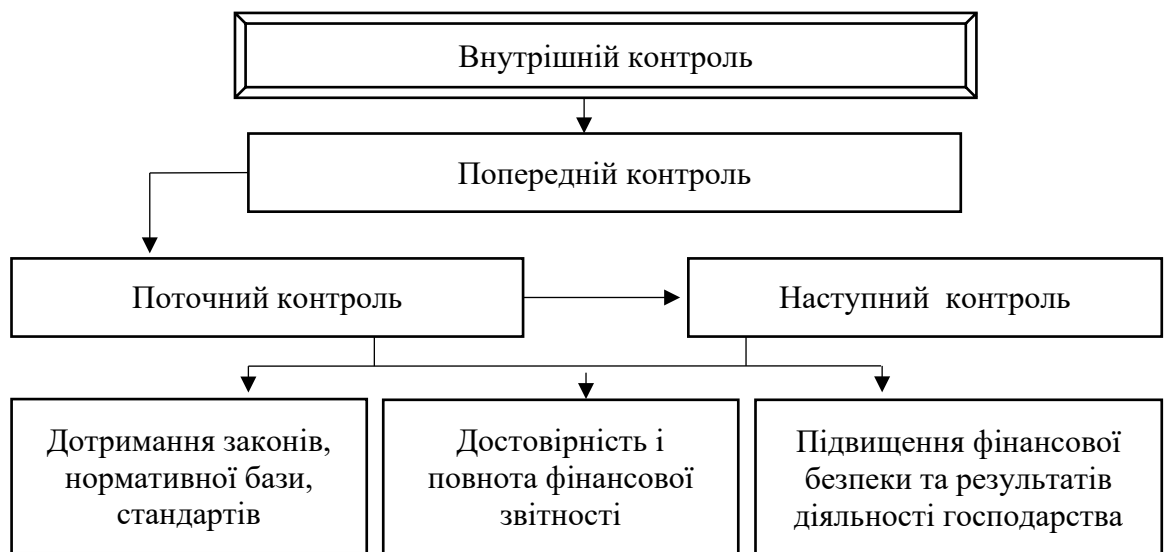 Внутрішній контроль
Попередній контроль
Поточний контроль
Наступний контроль
Дотримання законів,
нормативної бази,
стандартів
Достовірність і
повнота фінансової
звітності
Підвищення фінансової
безпеки та результатів
діяльності господарства